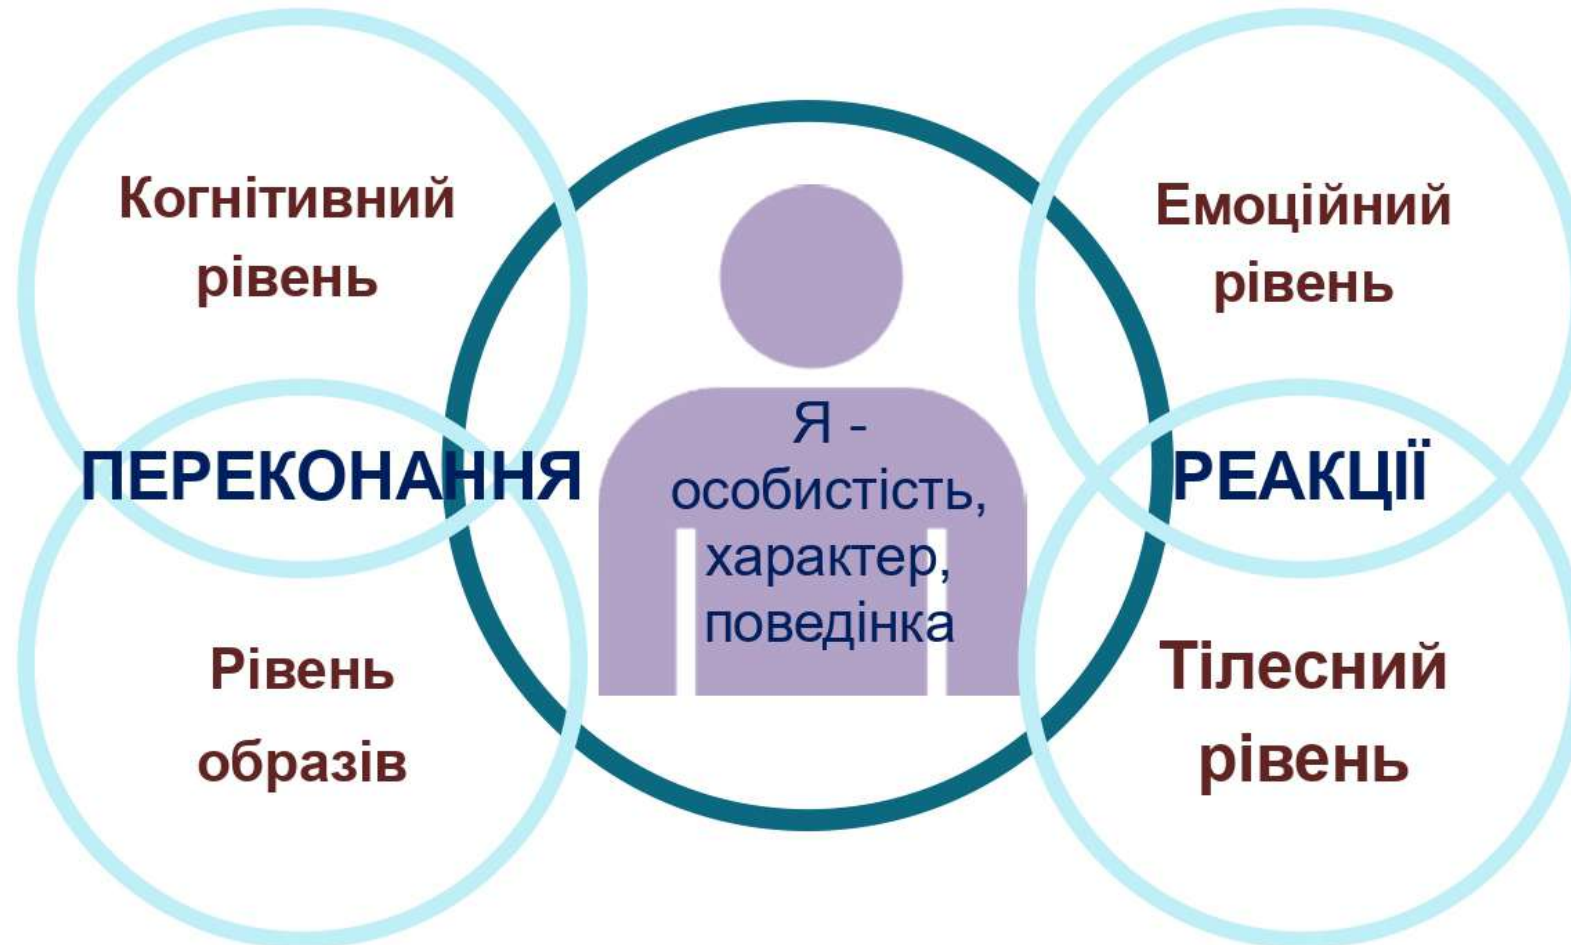 Когнітивний
рівень
ПЕРЕКОНАННЯ
Рівень
образів
Я -
особистість,
характер,
поведінка
Емоційний
рівень
РЕАКЦІЇ
Тілесний
рівень